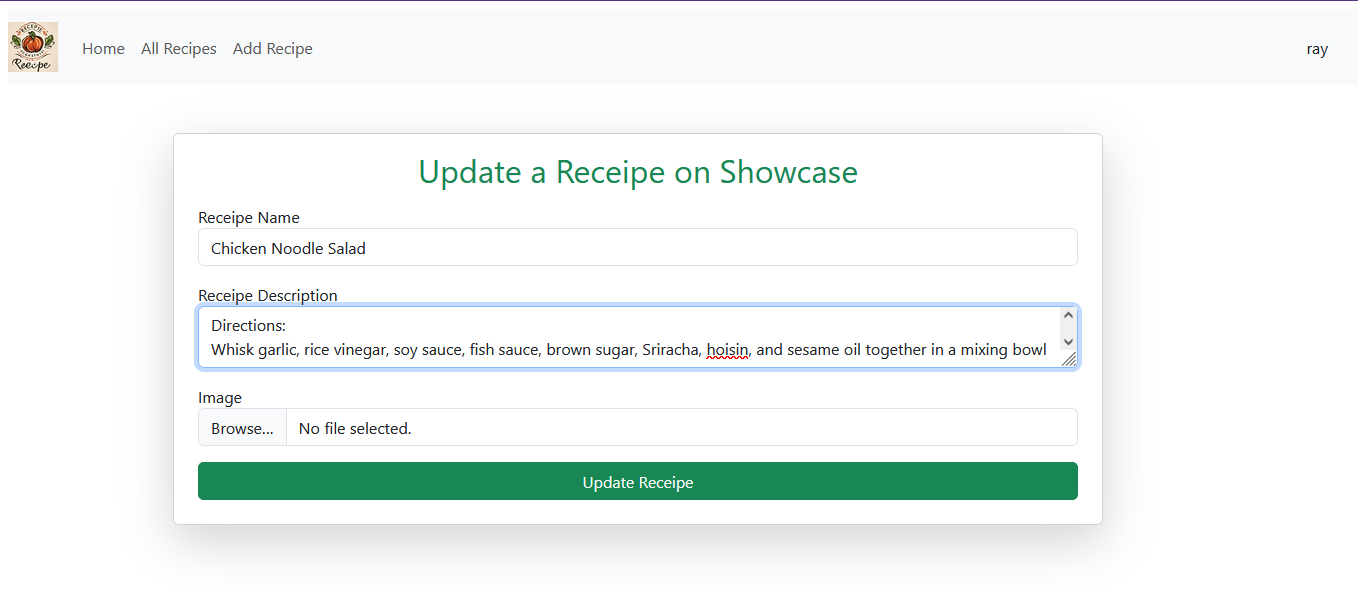 RECEPIE
Reecpe
Home All Recipes Add Recipe ray
Update a Receipe on Showcase
Receipe Name
Chicken Noodle Salad
Receipe Description
Directions:
Whisk garlic, rice vinegar, soy sauce, fish sauce, brown sugar, Sriracha, hoisin, and sesame oil together in a mixing bowl
Image
Browse... No file selected.
Update Receipe